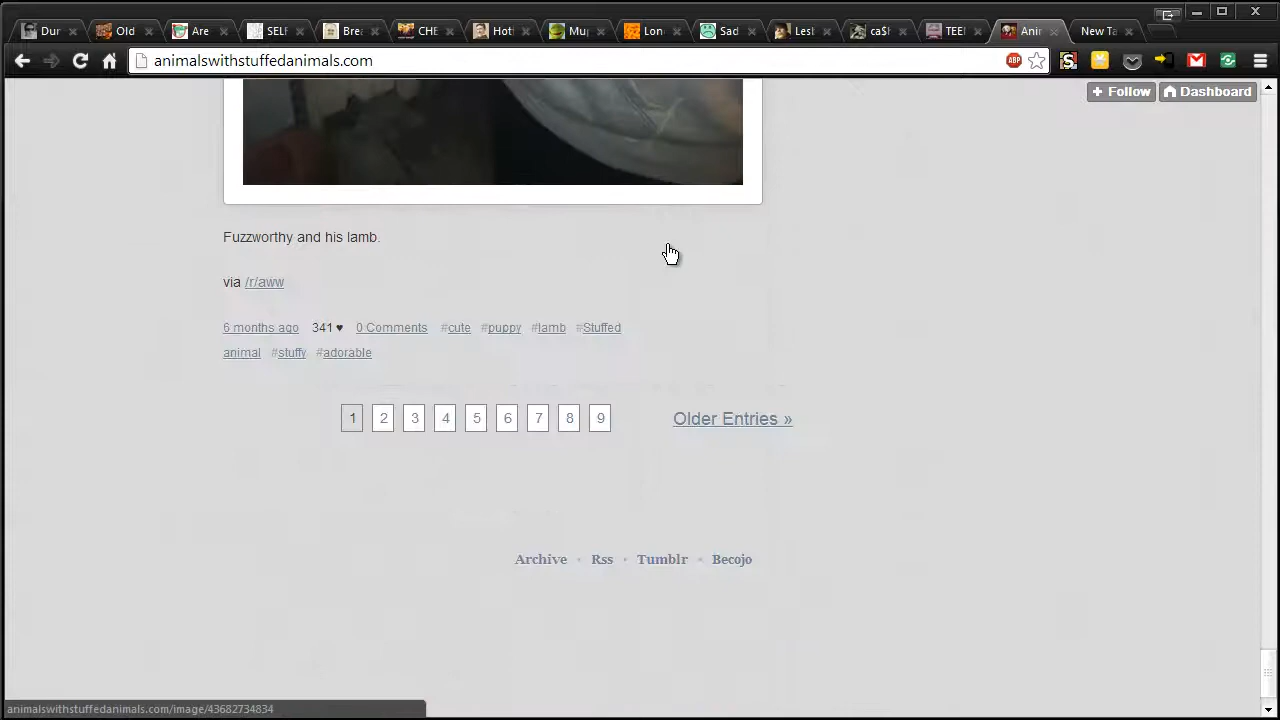 Dur Old Are SELF Bre CHE Hot Mu Lon Sad Lesl ca$h TEE Ani New Ta
animalswithstuffedanimals.com ABP
+ Follow Dashboard
Fuzzworthy and his lamb.
via /r/aww
6 months ago 341 ♥ 0 Comments #cute #puppy #lamb #Stuffed
animal #stuffy #adorable
1 2 3 4 5 6 7 8 9 Older Entries »
Archive • Rss • Tumblr • Becojo
animalswithstuffedanimals.com/image/43682734834